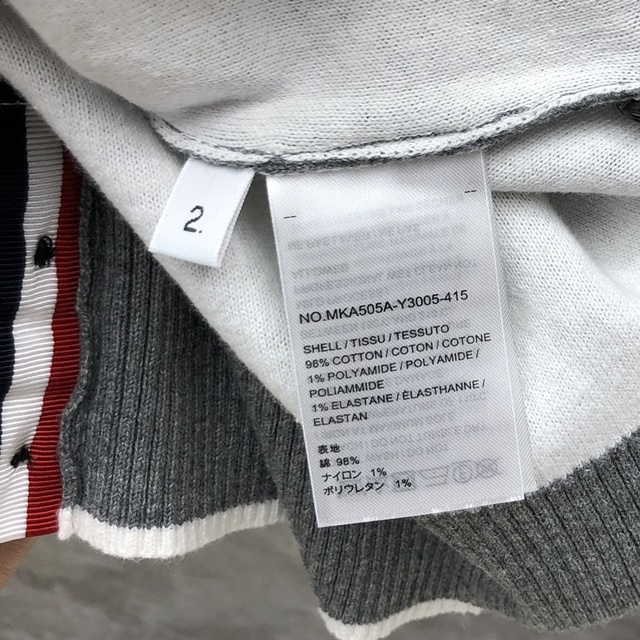 2.
NO.MKA505A-Y3005-415
SHELL / TISSU / TESSUTO
98% COTTON / COTON / COTONE
1% POLYAMIDE / POLYAMIDE /
POLIAMMIDE
1% ELASTANE / ÈLASTHANNE /
ELASTAN
表地
綿 98%
ナイロン 1%
ポリウレタン 1%